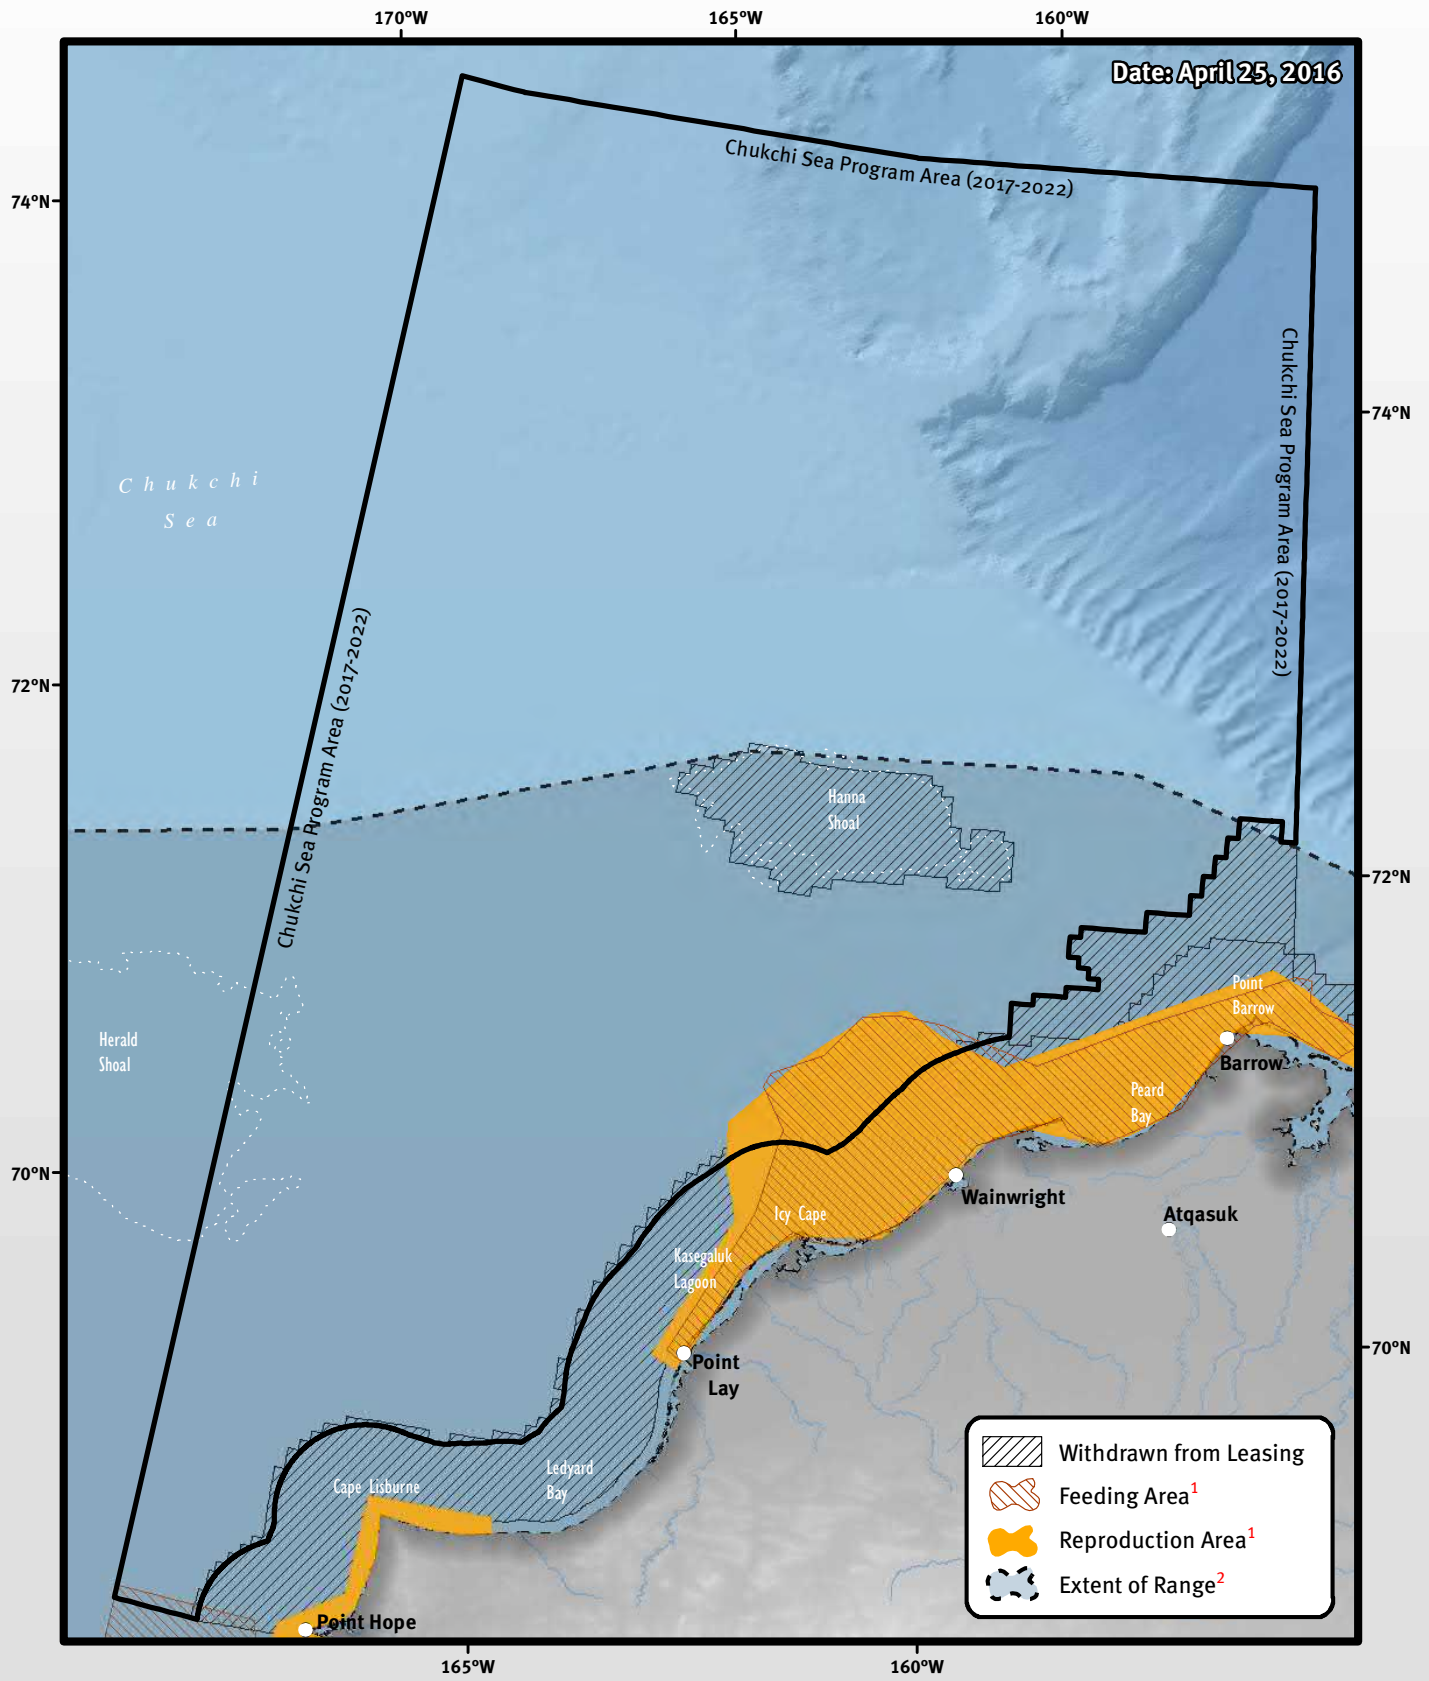 170°W
165°W
160°W
Date: April 25, 2016
Chukchi Sea Program Area (2017-2022)
74°N
74°N
Chukchi Sea Program Area (2017-2022)
Chukchi
Sea
Chukchi Sea Program Area (2017-2022)
72°N
72°N
Hanna
Shoal
Herald
Shoal
Point
Barrow
Barrow
Peard
Bay
70°N
Wainwright
Atqasuk
Icy Cape
Kasegaluk
Lagoon
70°N
Point
Lay
Ledyard
Bay
Cape Lisburne
Point Hope
Withdrawn from Leasing
Feeding Area1
Reproduction Area1
Extent of Range2
165°W
160°W